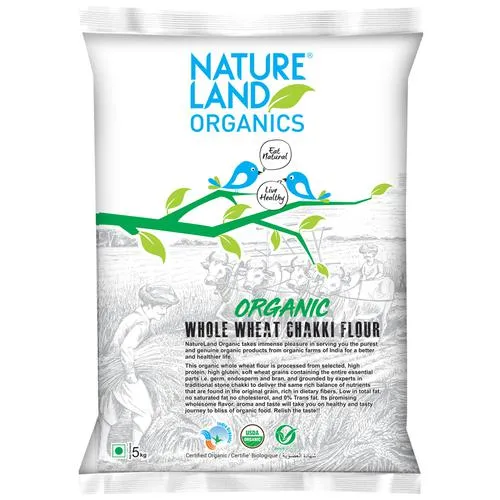 NATURE®
LAND
ORGANICS
Eat
Natural
Live
Healthy
ORGANIC
WHOLE WHEAT CHAKKI FLOUR
NatureLand Organic takes immense pleasure in serving you the purest
and genuine organic products from organic farms of India for a better
and healthier life.
This organic whole wheat flour is processed from selected, high
protein, high gluten, soft wheat grains containing the entire essential
parts i.e. germ, endosperm and bran, and grounded by experts in
traditional stone chakki to deliver the same rich balance of nutrients
that are found in the original grain, rich in dietary fibers, Low in total fat,
no saturated fat no cholesterol, and 0% Trans fat. Its promising
wholesome flavor, aroma and taste will take you on healthy and tasty
journey to bliss of organic food. Relish the taste!!
USDA
ORGANIC
5kg
Certified Organic / Certifie' Biologique / شهادة العضوية